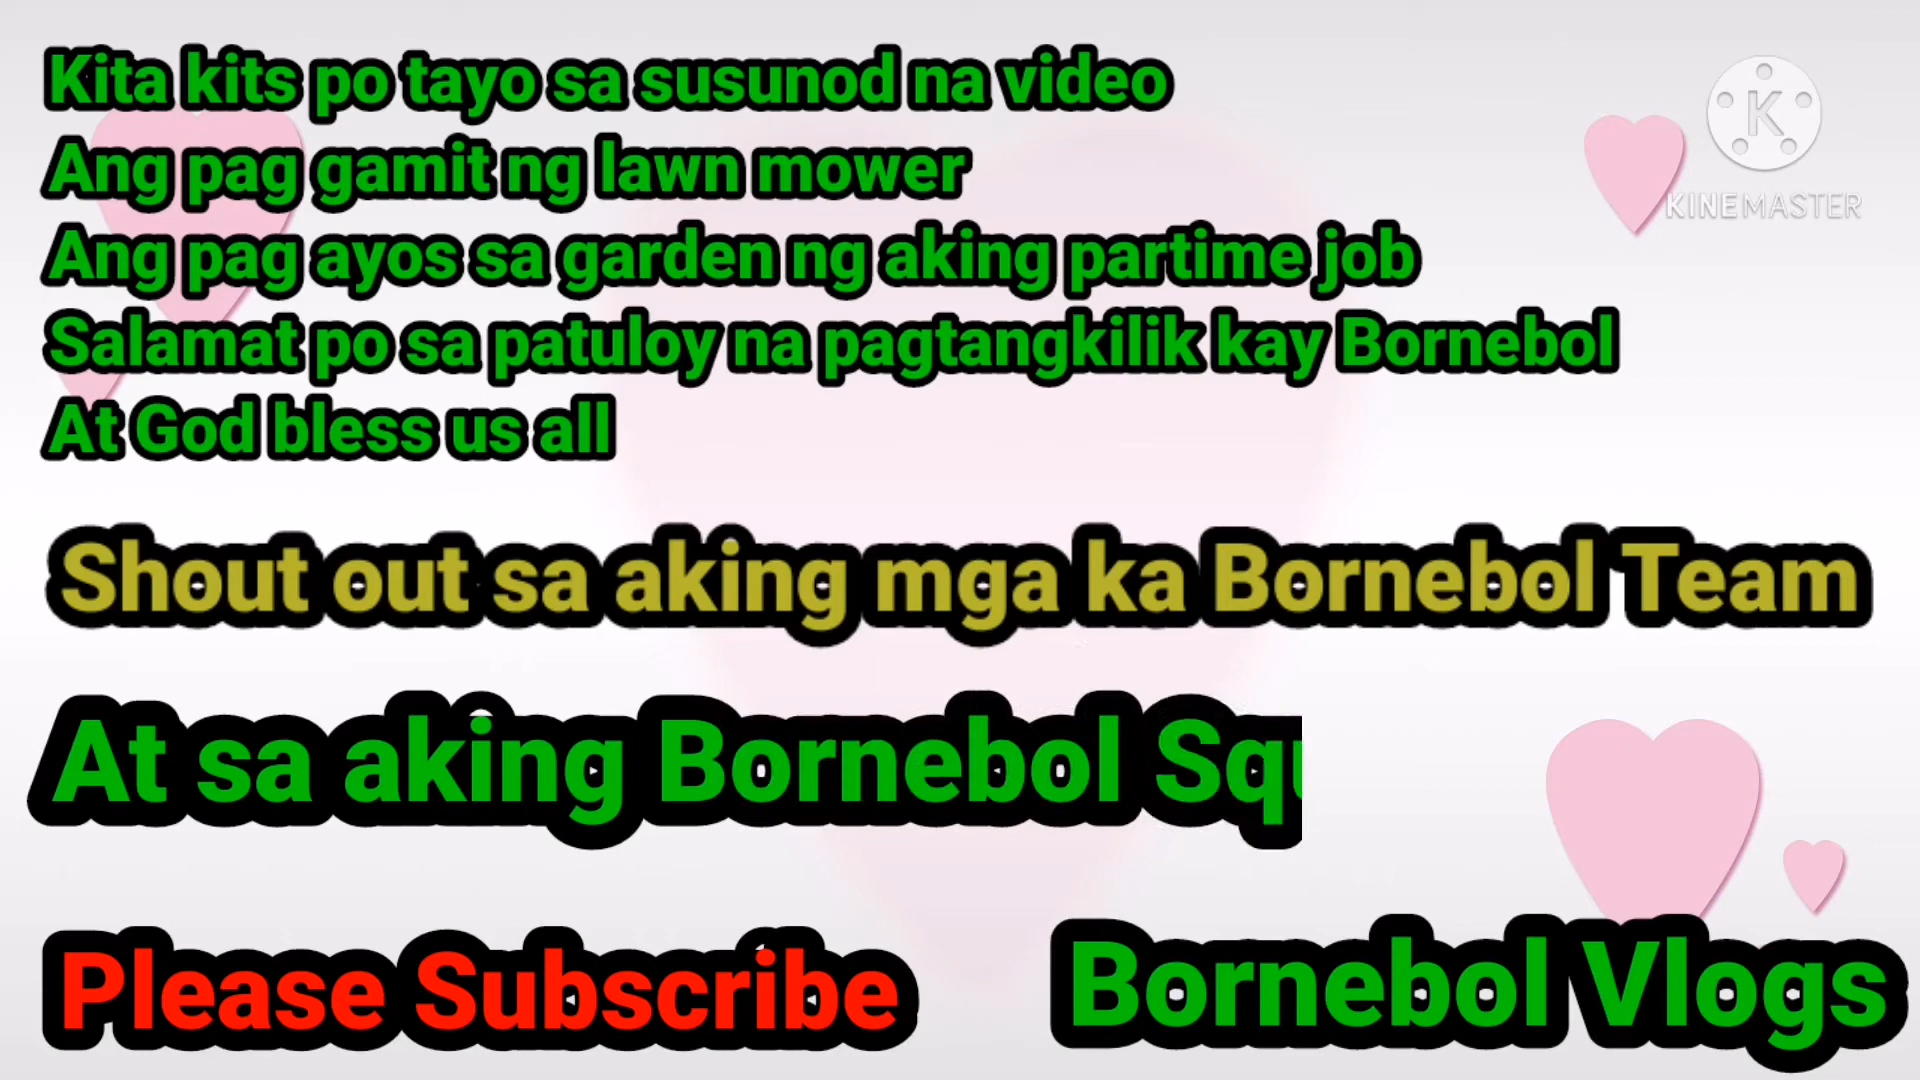 Kita kits po tayo sa susunod na video
Ang pag gamit ng lawn mower
Ang pag ayos sa garden ng aking partime job
Salamat po sa patuloy na pagtangkilik kay Bornebol
At God bless us all
Shout out sa aking mga ka Bornebol Team
At sa aking Bornebol
Please Subscribe
Bornebol Vlogs
K
KINEMASTER